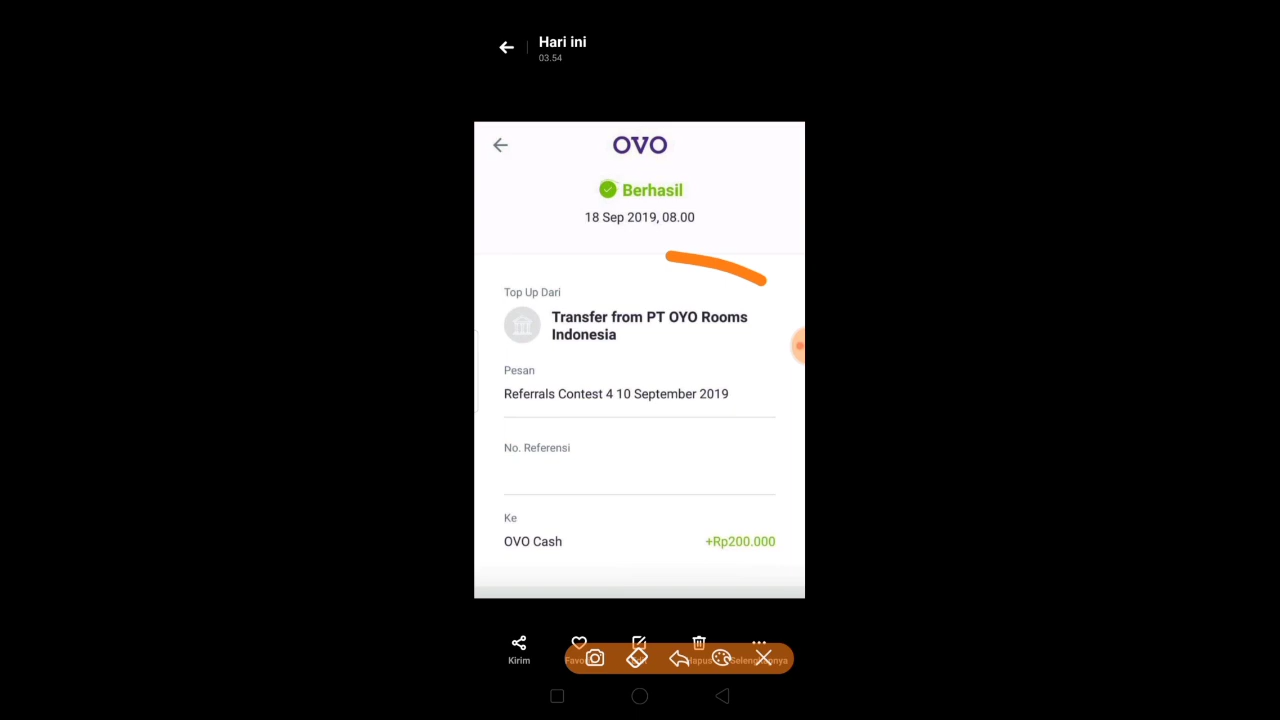 Hari ini
03.54
OVO
Berhasil
18 Sep 2019, 08.00
Top Up Dari
Transfer from PT OYO Rooms
Indonesia
Pesan
Referrals Contest 4 10 September 2019
No. Referensi
Ke
OVO Cash +Rp200.000
Kirim